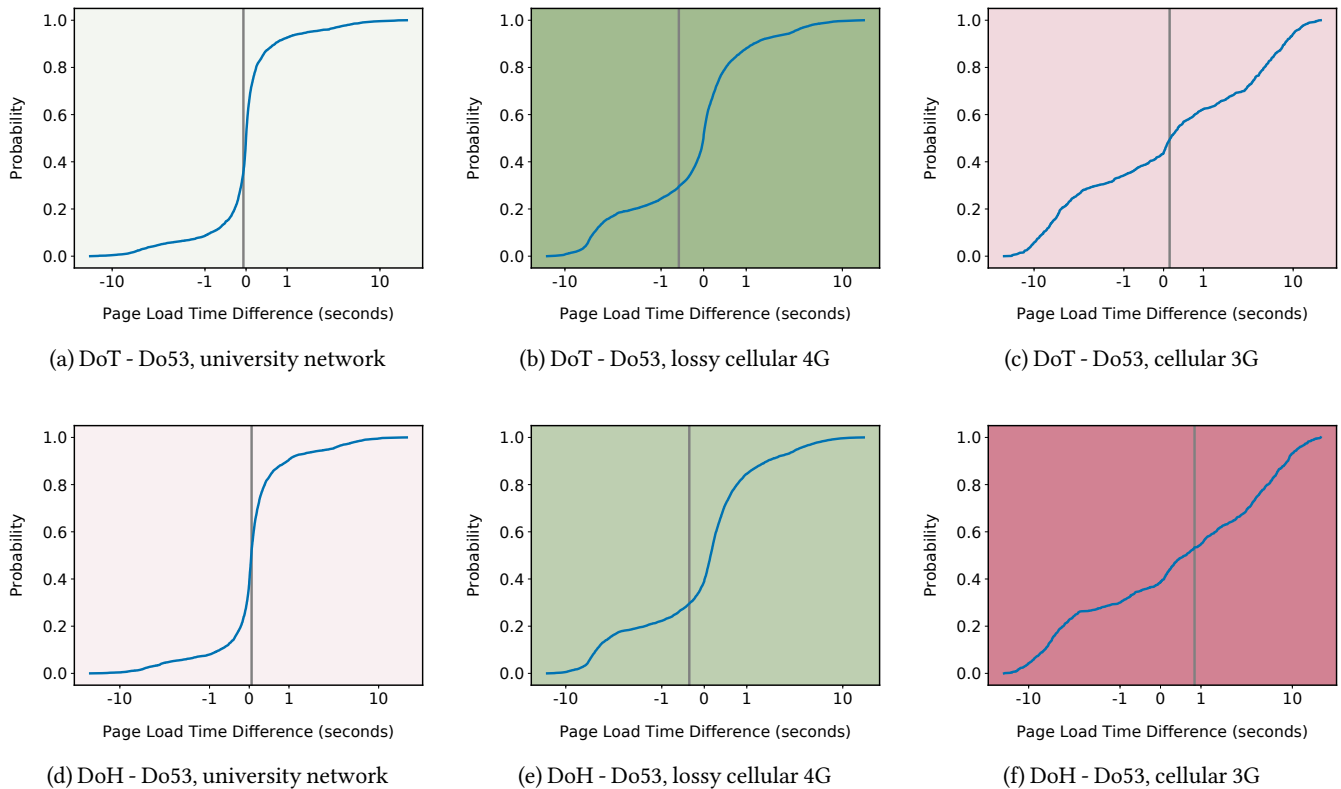 1.0
0.8
0.6
0.4
0.2
0.0
Probability
-10 -1 0 1 10
Page Load Time Difference (seconds)
(a) DoT - Do53, university network
1.0
0.8
0.6
0.4
0.2
0.0
Probability
-10 -1 0 1 10
Page Load Time Difference (seconds)
(b) DoT - Do53, lossy cellular 4G
1.0
0.8
0.6
0.4
0.2
0.0
Probability
-10 -1 0 1 10
Page Load Time Difference (seconds)
(c) DoT - Do53, cellular 3G
1.0
0.8
0.6
0.4
0.2
0.0
Probability
-10 -1 0 1 10
Page Load Time Difference (seconds)
(d) DoH - Do53, university network
1.0
0.8
0.6
0.4
0.2
0.0
Probability
-10 -1 0 1 10
Page Load Time Difference (seconds)
(e) DoH - Do53, lossy cellular 4G
1.0
0.8
0.6
0.4
0.2
0.0
Probability
-10 -1 0 1 10
Page Load Time Difference (seconds)
(f) DoH - Do53, cellular 3G